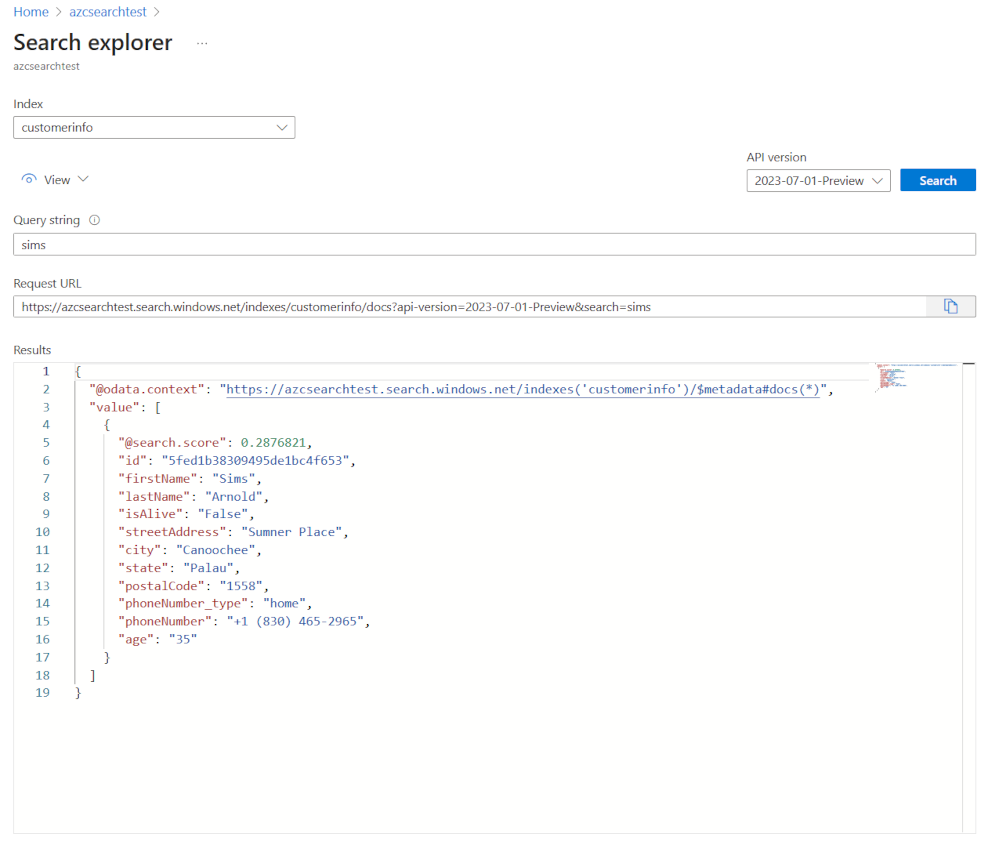 Home > azcsearchtest >
Search explorer ...
azcsearchtest
Index
customerinfo
API version
View
2023-07-01-Preview
Search
Query string
sims
Request URL
https://azcsearchtest.search.windows.net/indexes/customerinfo/docs?api-version=2023-07-01-Preview&search=sims
Results
1 {
2 "@odata.context": "https://azcsearchtest.search.windows.net/indexes('customerinfo')/$metadata#docs(*)",
3 "value": [
4 {
5 "@search.score": 0.2876821,
6 "id": "5fed1b38309495de1bc4f653",
7 "firstName": "Sims",
8 "lastName": "Arnold",
9 "isAlive": "False",
10 "streetAddress": "Sumner Place",
11 "city": "Canoochee",
12 "state": "Palau",
13 "postalCode": "1558",
14 "phoneNumber_type": "home",
15 "phoneNumber": "+1 (830) 465-2965",
16 "age": "35"
17 }
18 ]
19 }